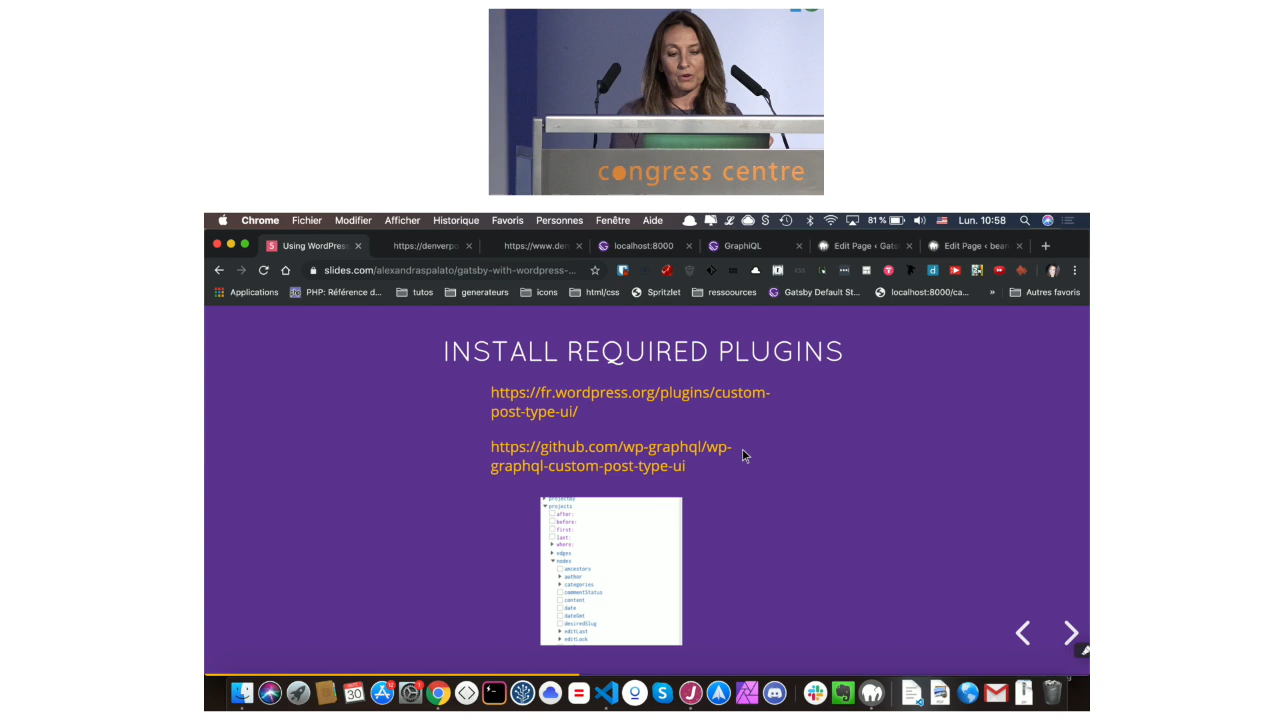 congress centre
Chrome Fichier Modifier Afficher Historique Favoris Personnes Fenêtre Aide 81 % Lun. 10:58
Using WordPress https://denverpo https://www.den localhost:8000 GraphiQL Edit Page ‹ Gats Edit Page ‹ bear
slides.com/alexandraspalato/gatsby-with-wordpress-...
Applications PHP: Référence d... tutos generateurs icons html/css Spritzlet ressources Gatsby Default St... localhost:8000/ca... » Autres favoris
INSTALL REQUIRED PLUGINS
https://fr.wordpress.org/plugins/custom-
post-type-ui/
https://github.com/wp-graphql/wp-
graphql-custom-post-type-ui
projects
after:
before:
first:
last:
where:
edges
nodes
ancestors
author
categories
commentStatus
content
date
dateGmt
desiredSlug
editLast
editLock
30